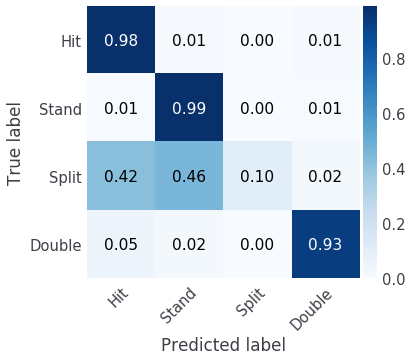 True label
Hit 0.98 0.01 0.00 0.01
Stand 0.01 0.99 0.00 0.01
Split 0.42 0.46 0.10 0.02
Double 0.05 0.02 0.00 0.93
Hit Stand Split Double
Predicted label
0.8
0.6
0.4
0.2
0.0